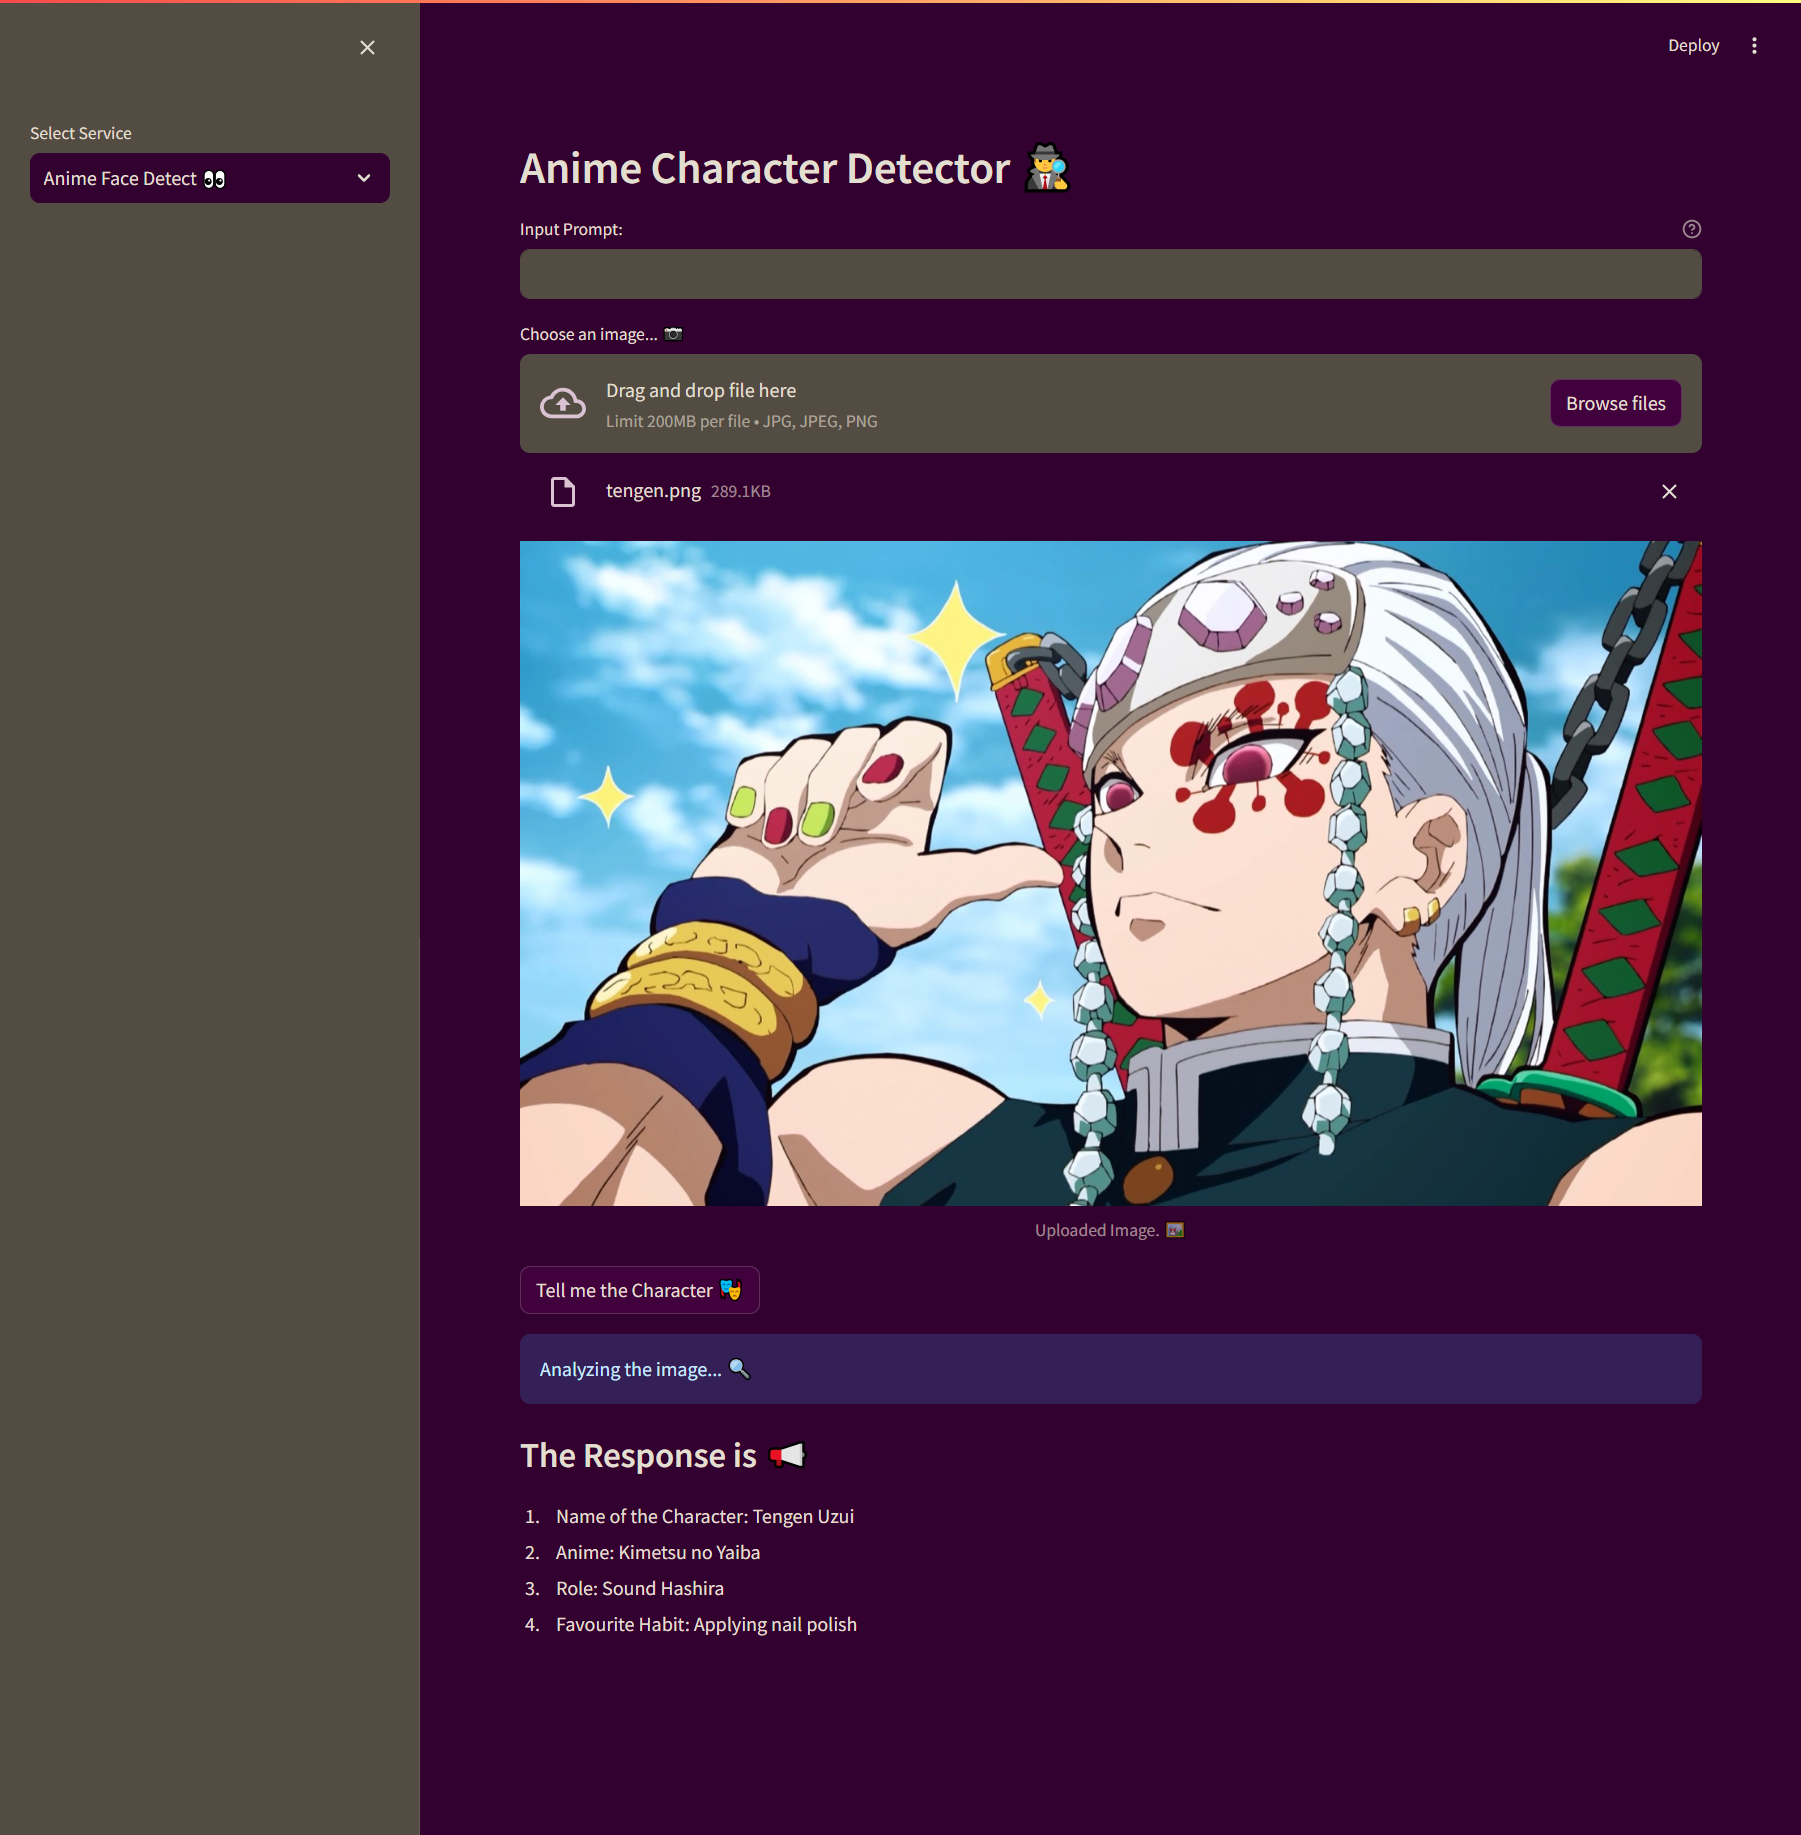 Deploy
Select Service
Anime Face Detect 👀
Anime Character Detector 🕵️
Input Prompt:
Choose an image... 📷
Drag and drop file here
Limit 200MB per file • JPG, JPEG, PNG
Browse files
tengen.png 289.1KB
Uploaded Image. 🖼️
Tell me the Character 🎭
Analyzing the image... 🔍
The Response is 📢
1. Name of the Character: Tengen Uzui
2. Anime: Kimetsu no Yaiba
3. Role: Sound Hashira
4. Favourite Habit: Applying nail polish